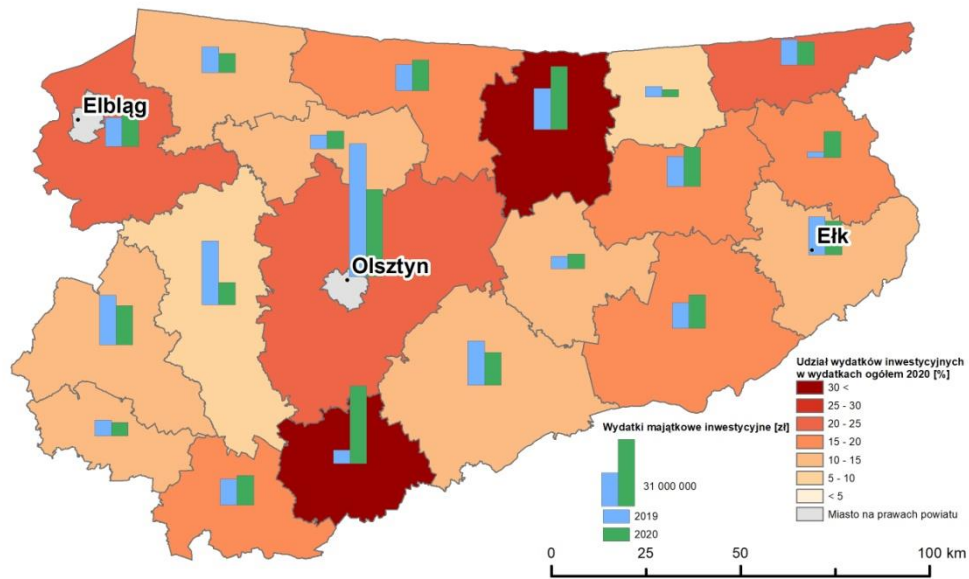 Elbląg
Olsztyn
Ełk
Udział wydatków inwestycyjnych
w wydatkach ogółem 2020 [%]
30 <
25 - 30
20 - 25
15 - 20
10 - 15
5 - 10
< 5
Miasto na prawach powiatu
Wydatki majątkowe inwestycyjne [zł]
31 000 000
2019
2020
0 25 50 100 km